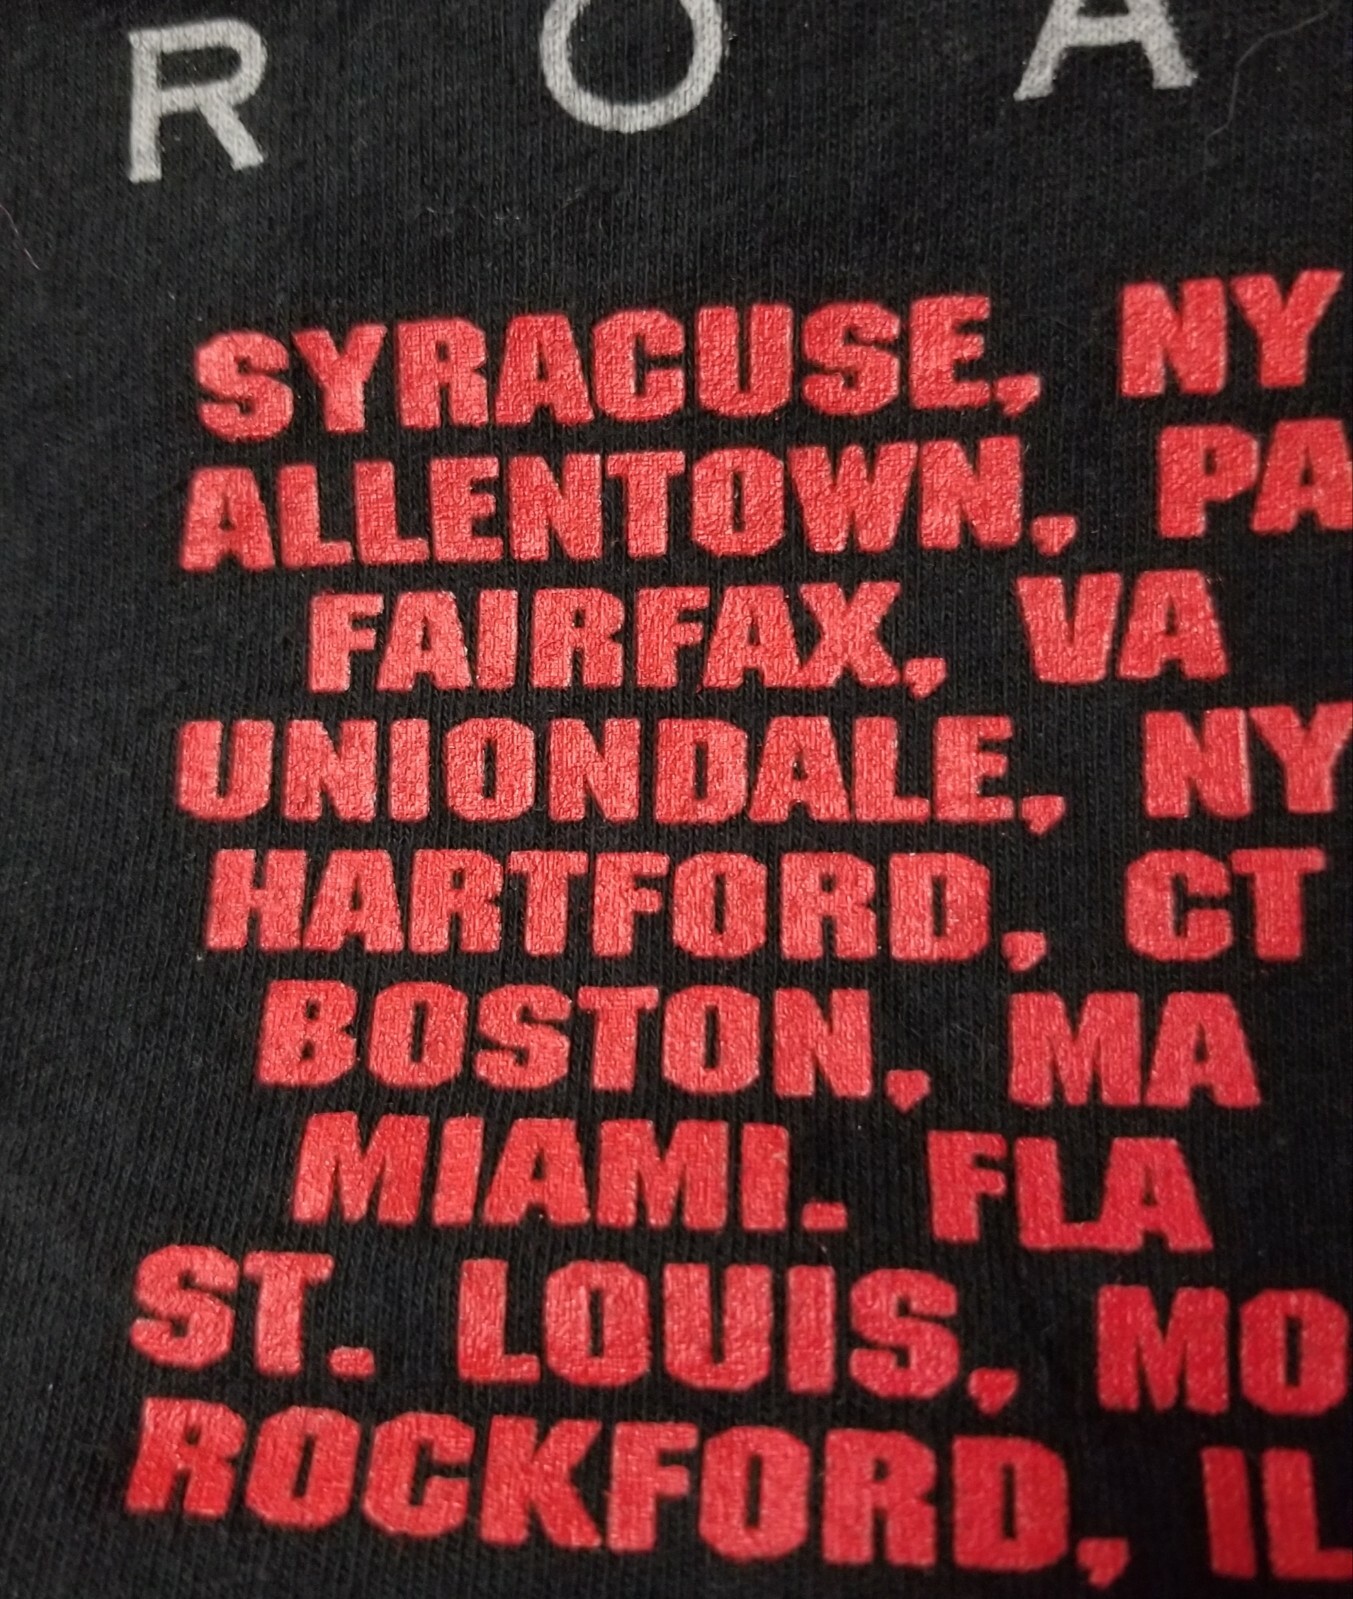 R O A
SYRACUSE, NY
ALLENTOWN, PA
FAIRFAX, VA
UNIONDALE, NY
HARTFORD, CT
BOSTON, MA
MIAMI. FLA
ST. LOUIS, MO
ROCKFORD, IL